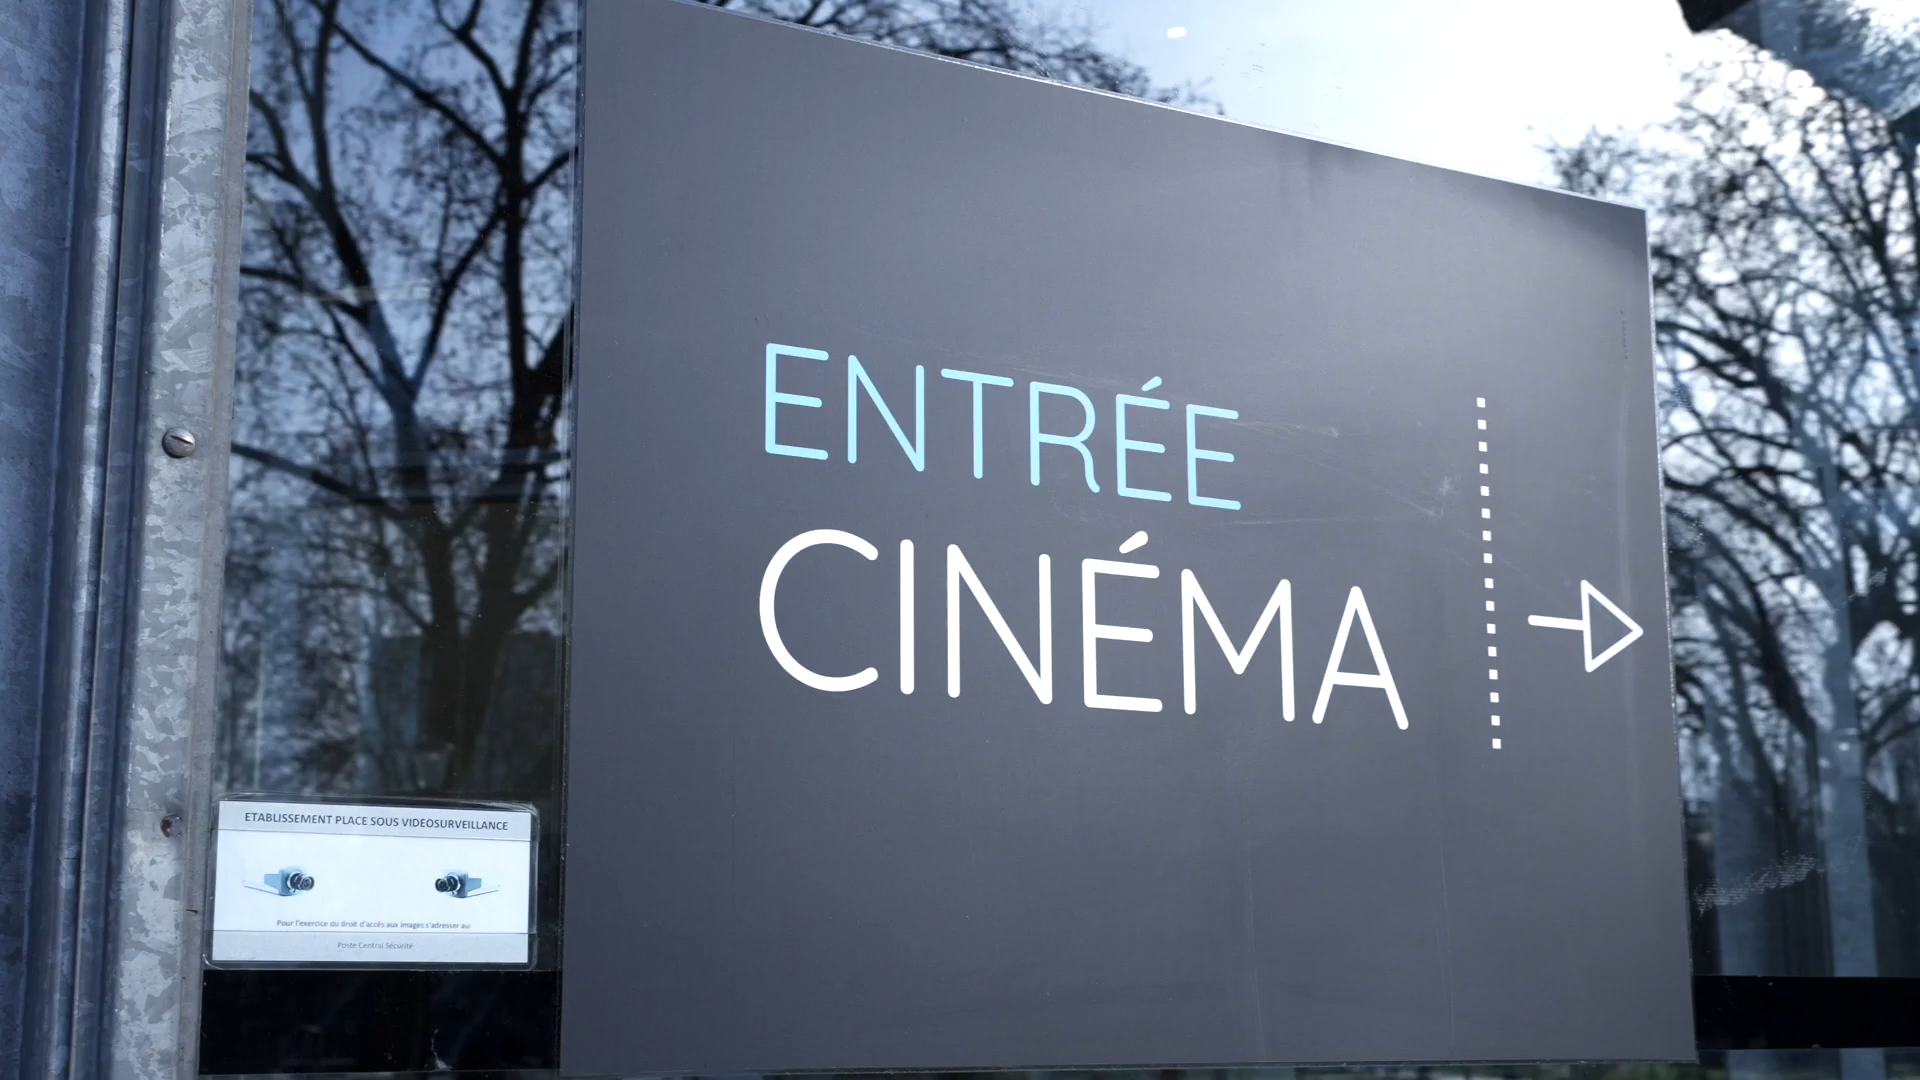 ENTRÉE
CINÉMA
ETABLISSEMENT PLACE SOUS VIDEOSURVEILLANCE
Pour l'exercice du droit d'accès aux images s'adresser au:
Poste Central Sécurité